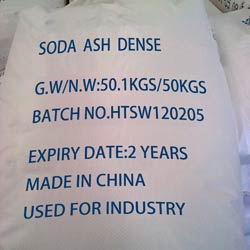 SODA ASH DENSE
G.W/N.W:50.1KGS/50KGS
BATCH NO.HTSW120205
EXPIRY DATE:2 YEARS
MADE IN CHINA
USED FOR INDUSTRY